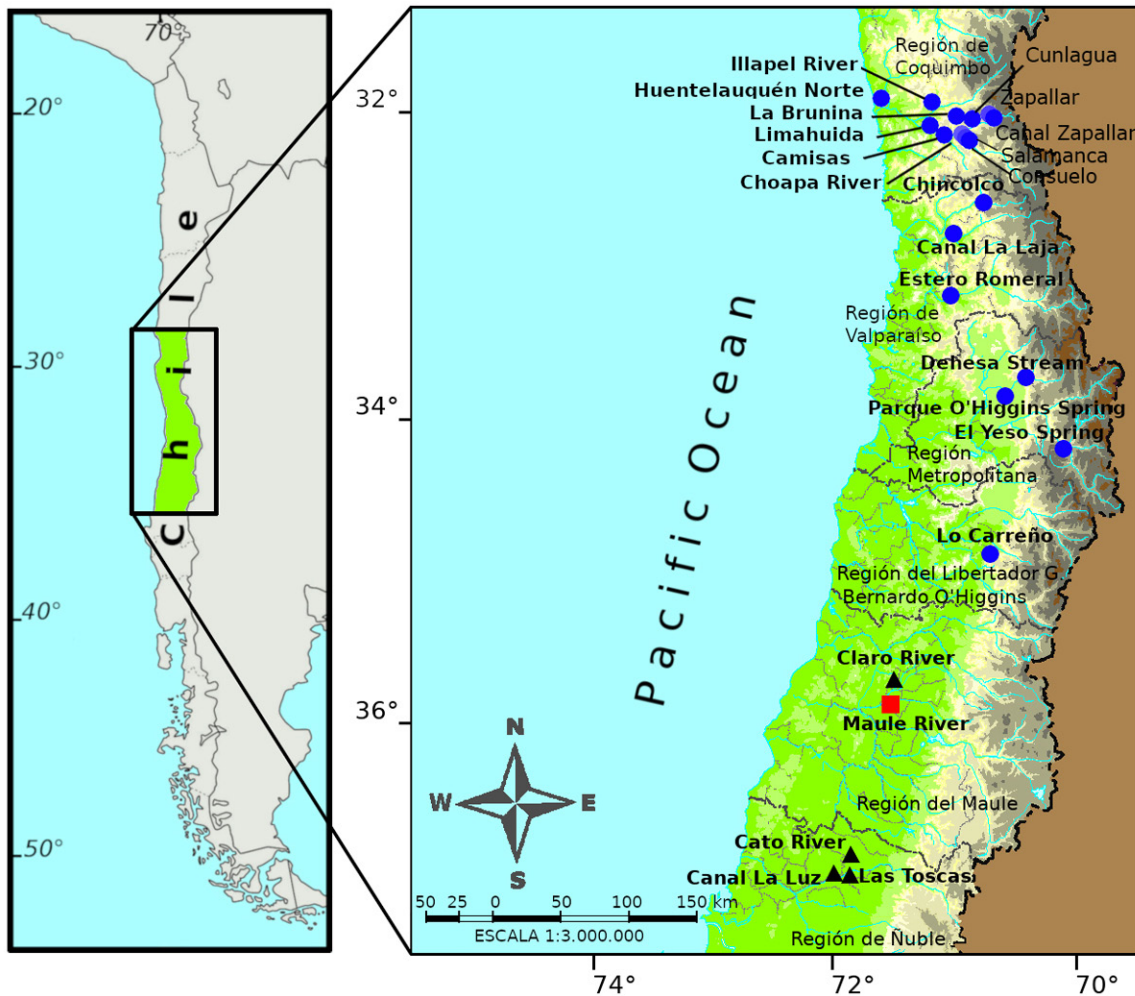 70°
20°
30°
40°
50°
Chile
32°
34°
36°
74°
72°
70°
Pacific Ocean
Región de
Coquimbo
Cunlagua
Illapel River
Huentelauquén Norte
Zapallar
La Brunina
Limahuida
Canal Zapallar
Camisas
Salamanca
Choapa River
Consuelo
Chincolco
Canal La Laja
Estero Romeral
Región de
Valparaíso
Dehesa Stream
Parque O'Higgins Spring
El Yeso Spring
Región
Metropolitana
Lo Carreño
Región del Libertador G.
Bernardo O'Higgins
Claro River
Maule River
Región del Maule
Cato River
Canal La Luz
Las Toscas
Región de Ñuble
N
W
E
S
50 25 0 50 100 150 km
ESCALA 1:3.000.000